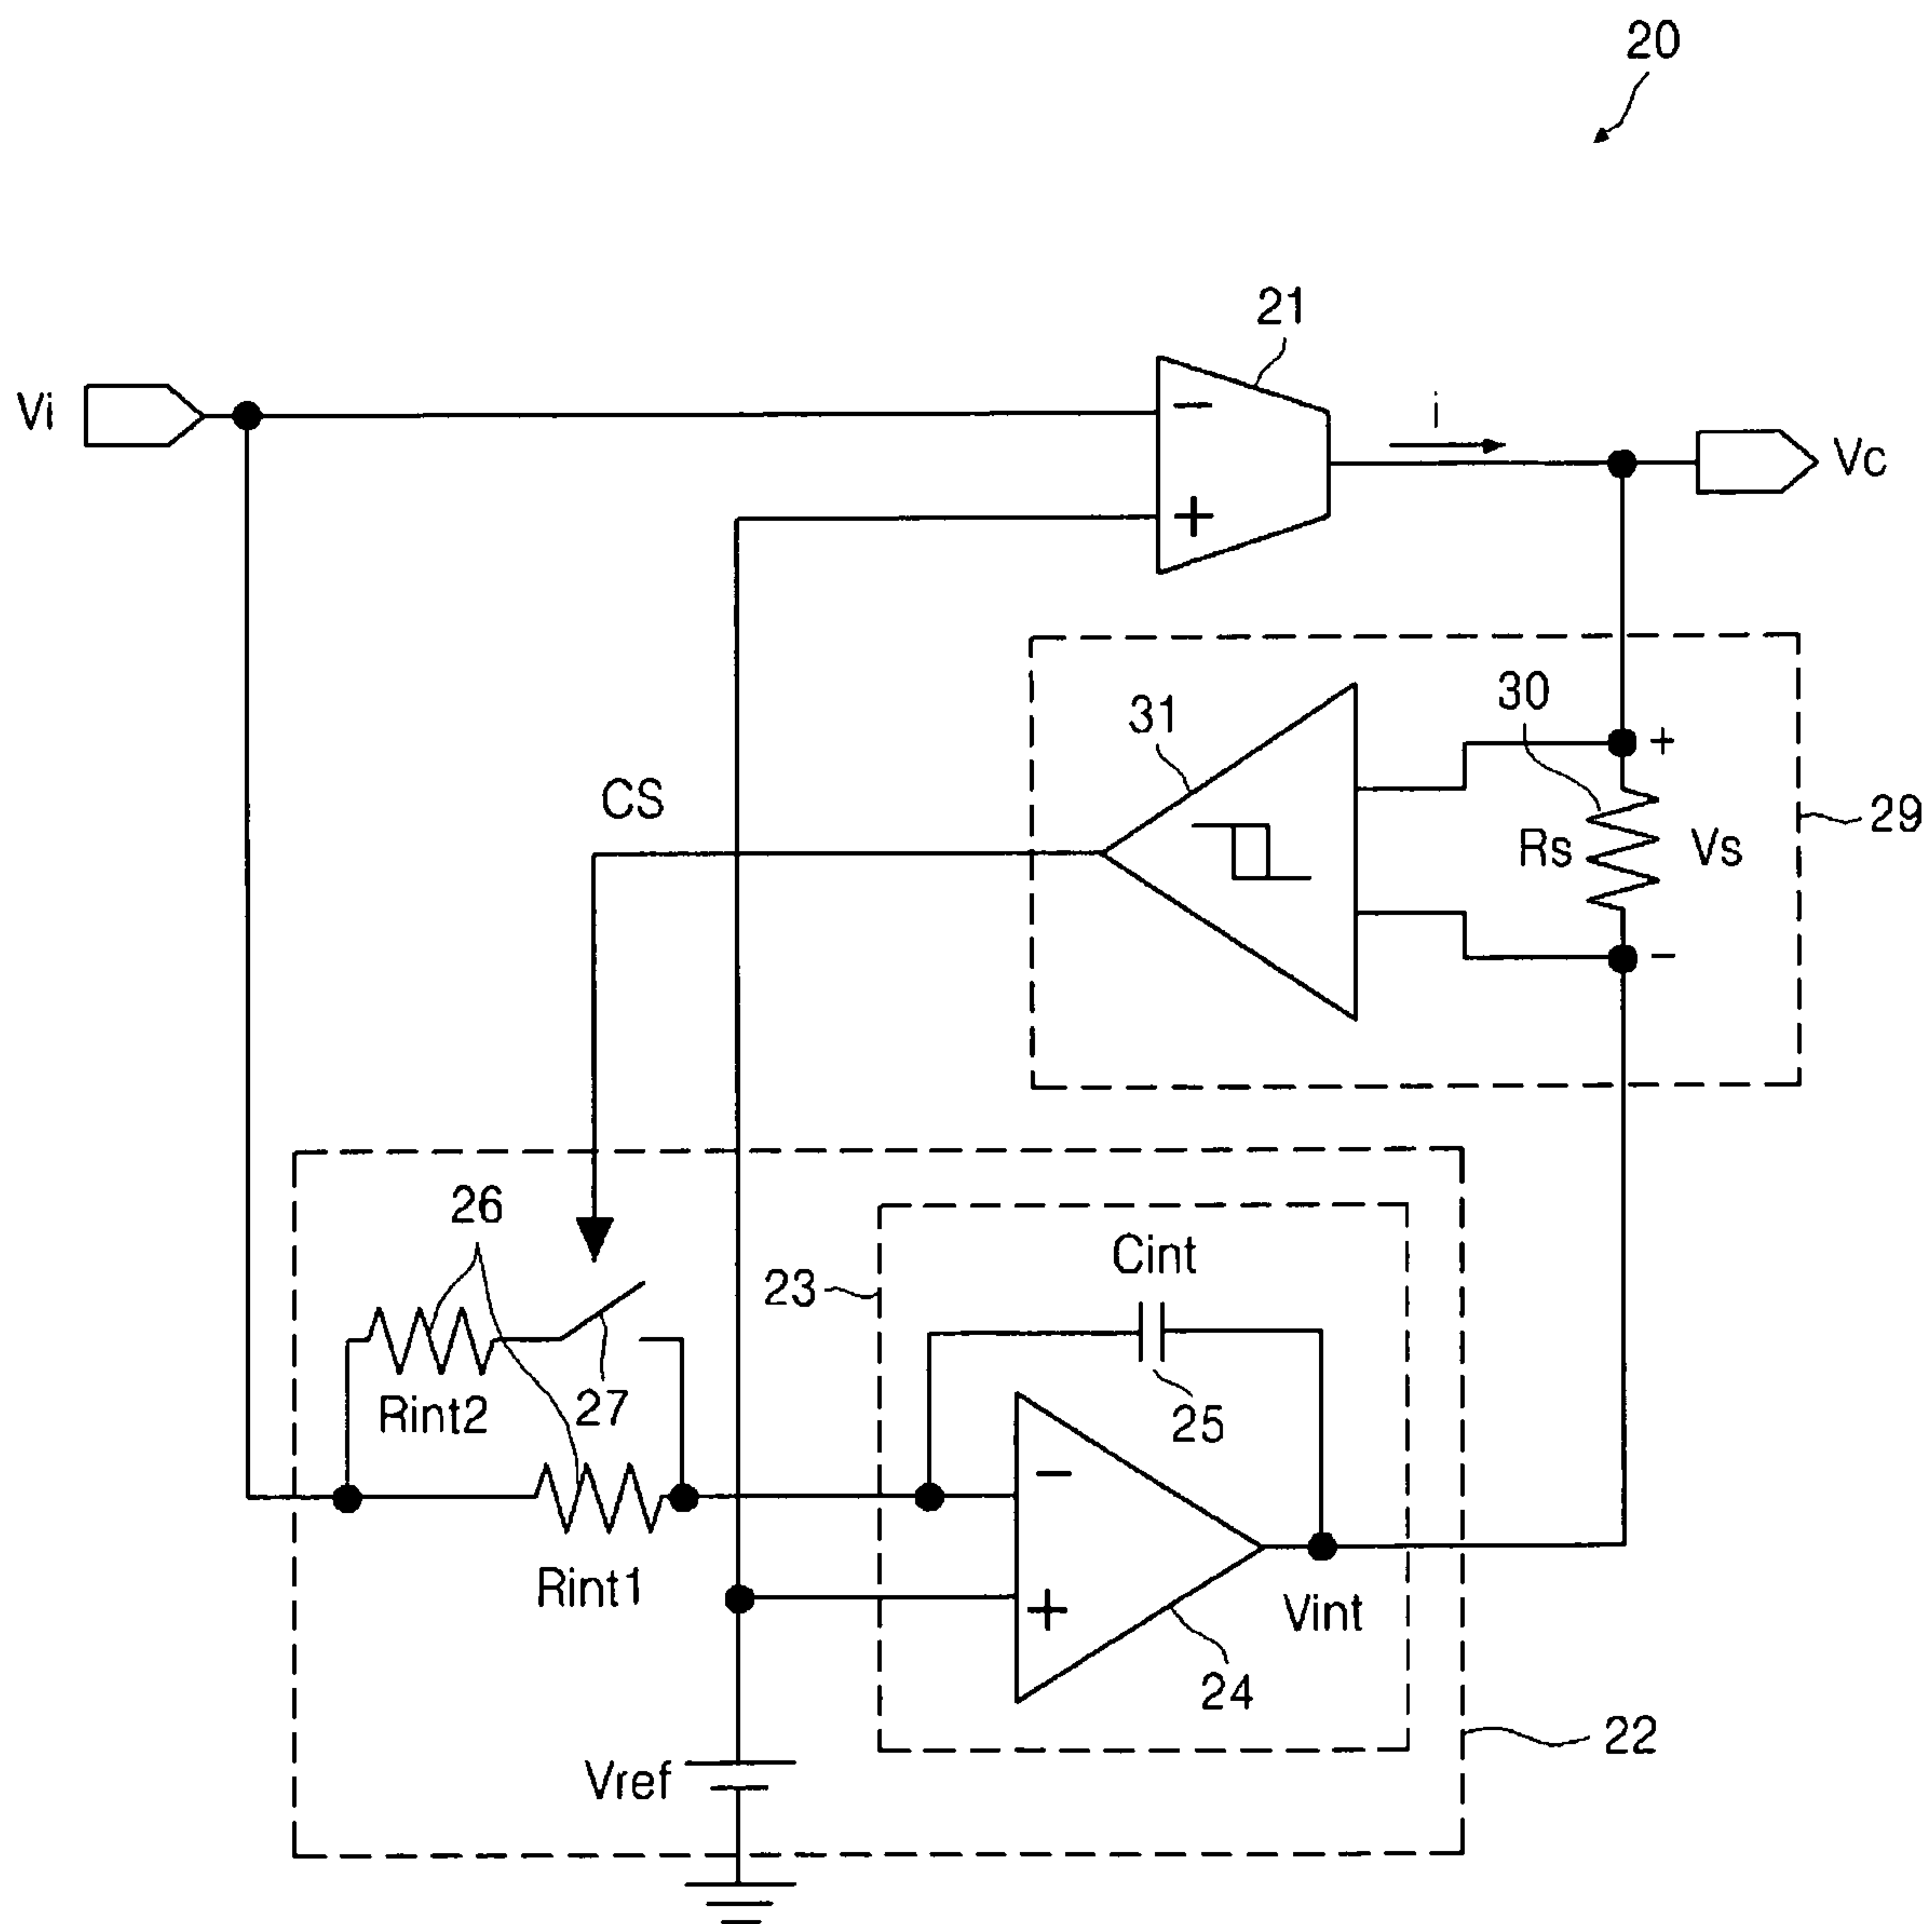 20
21
Vi
−
i
Vc
+
30
31
+
CS
Rs
Vs
29
−
26
Cint
23
27
Rint2
25
−
Rint1
+
Vint
24
22
Vref